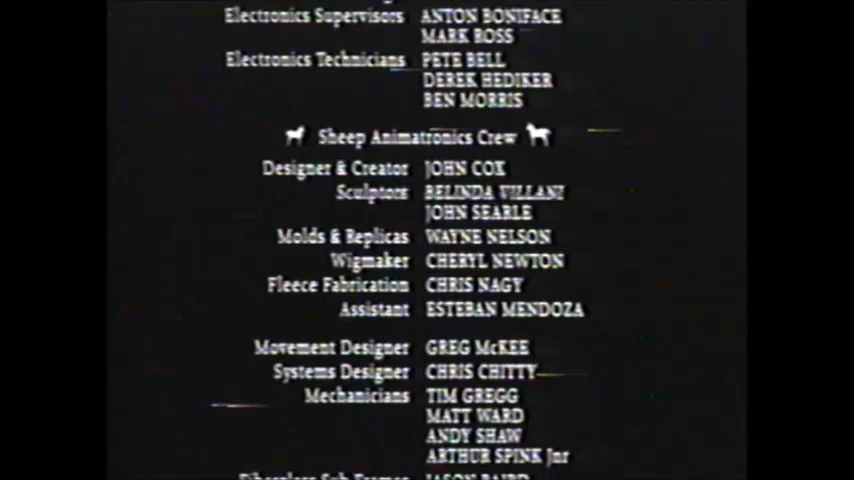 Electronics Supervisors ANTON BONIFACE
MARK ROSS
Electronics Technicians PETE BELL
DEREK HEDIKER
BEN MORRIS
Sheep Animatronics Crew
Designer & Creator JOHN COX
Sculptors BELINDA VILLANI
JOHN SEARLE
Molds & Replicas WAYNE NELSON
Wigmaker CHERYL NEWTON
Fleece Fabrication CHRIS NAGY
Assistant ESTEBAN MENDOZA
Movement Designer GREG McKEE
Systems Designer CHRIS CHITTY
Mechanicians TIM GREGG
MATT WARD
ANDY SHAW
ARTHUR SPINK Jnr
JASON BAIRD